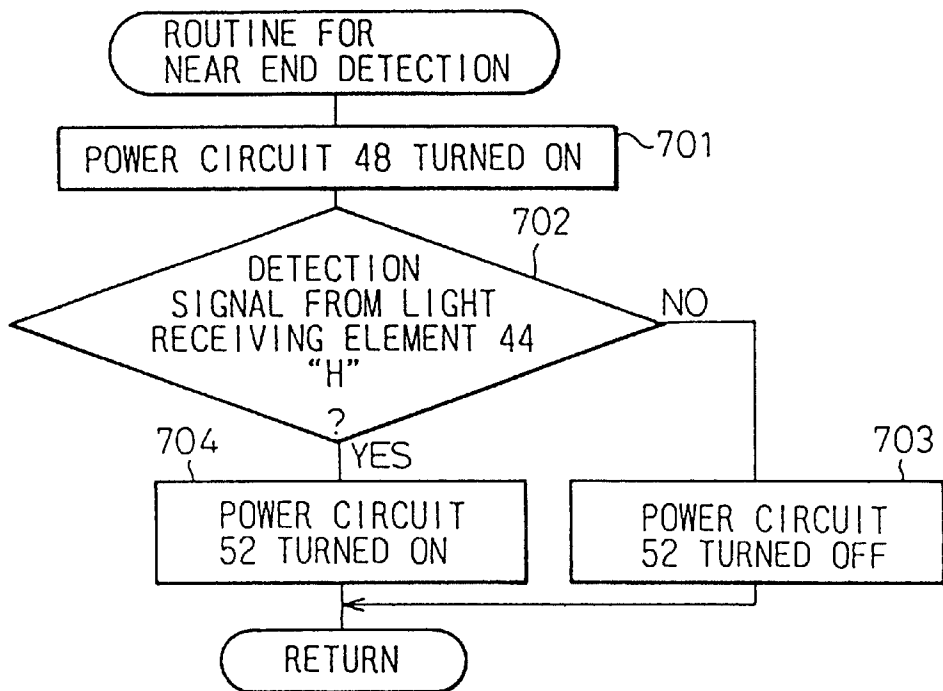 ROUTINE FOR
NEAR END DETECTION
POWER CIRCUIT 48 TURNED ON
701
702
DETECTION
SIGNAL FROM LIGHT
RECEIVING ELEMENT 44
“H”
?
NO
YES
704
POWER CIRCUIT
52 TURNED ON
703
POWER CIRCUIT
52 TURNED OFF
RETURN